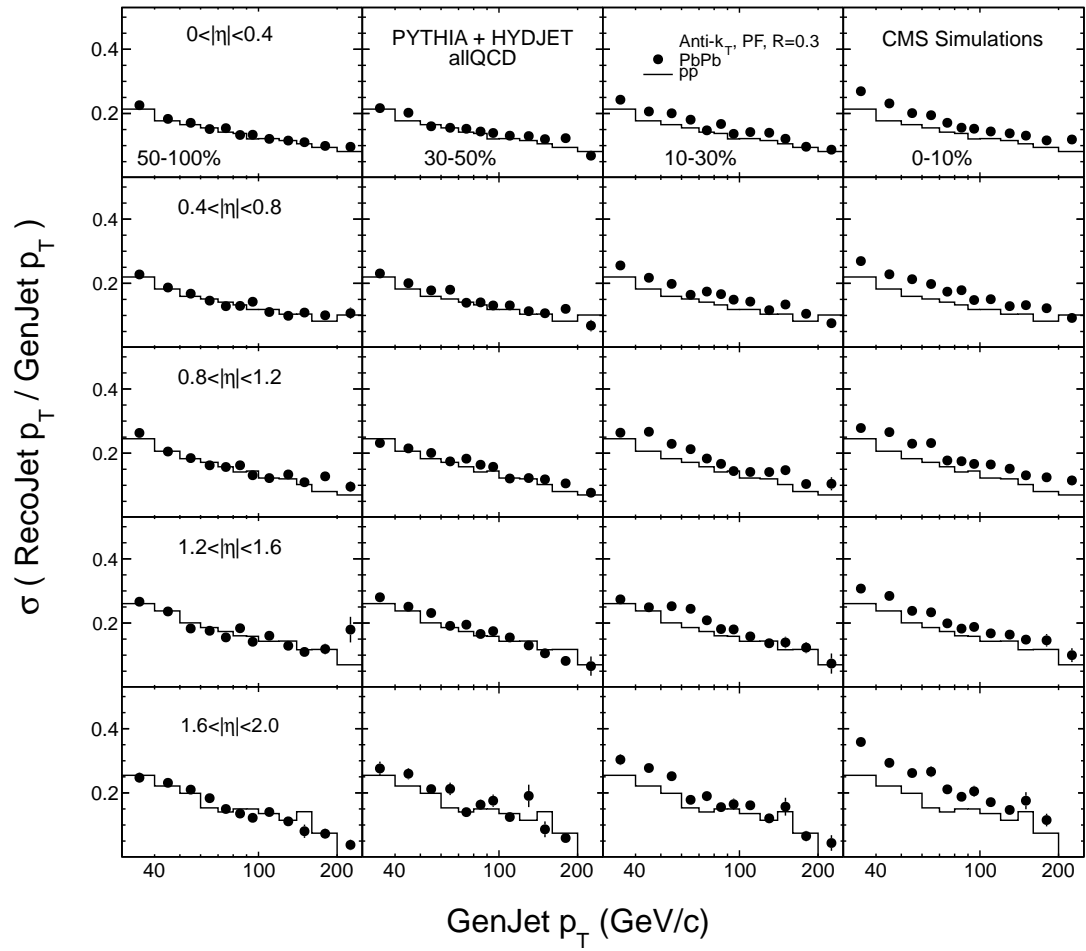 0<|η|<0.4
PYTHIA + HYDJET
allQCD
Anti-k_T, PF, R=0.3
PbPb
pp
CMS Simulations
50-100%
30-50%
10-30%
0-10%
0.4
0.2
0.4<|η|<0.8
0.4
0.2
0.8<|η|<1.2
0.4
0.2
1.2<|η|<1.6
0.4
0.2
1.6<|η|<2.0
0.4
0.2
σ ( RecoJet p_T / GenJet p_T )
40 100 200 40 100 200 40 100 200 40 100 200
GenJet p_T (GeV/c)